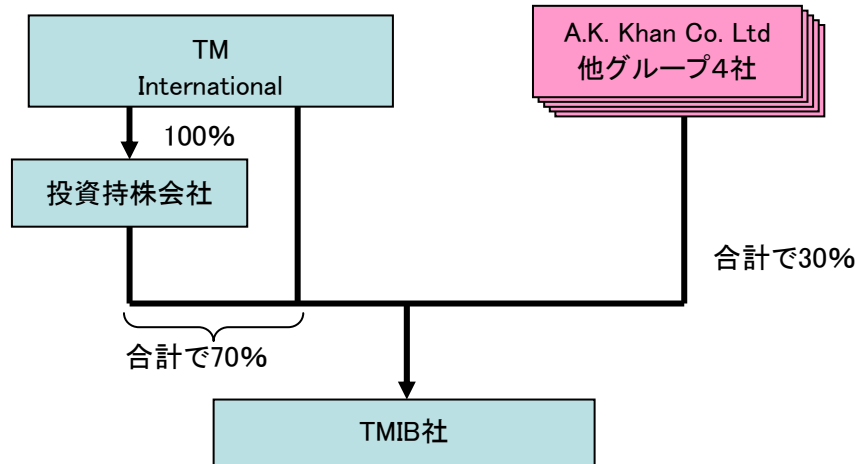 TM
International
A.K. Khan Co. Ltd
他グループ4社
100%
投資持株会社
合計で30%
合計で70%
TMIB社